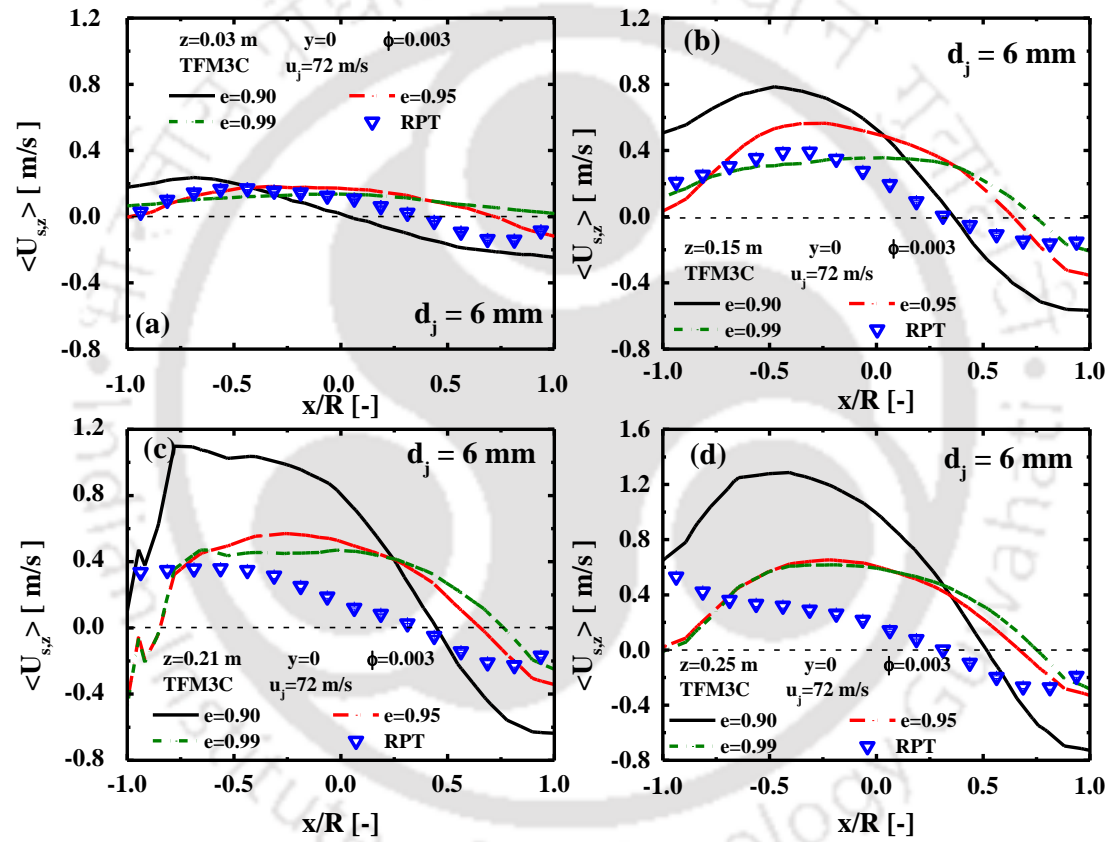 1.2
0.8
0.4
0.0
-0.4
-0.8
<U_{s,z}> [ m/s ]
z=0.03 m y=0 ϕ=0.003
TFM3C u_j=72 m/s
e=0.90 e=0.95
e=0.99 RPT
(a)
d_j = 6 mm
-1.0 -0.5 0.0 0.5 1.0
x/R [-]
1.2
0.8
0.4
0.0
-0.4
-0.8
<U_{s,z}> [ m/s ]
(b)
d_j = 6 mm
z=0.15 m y=0 ϕ=0.003
TFM3C u_j=72 m/s
e=0.90 e=0.95
e=0.99 RPT
-1.0 -0.5 0.0 0.5 1.0
x/R [-]
1.2
0.8
0.4
0.0
-0.4
-0.8
<U_{s,z}> [ m/s ]
(c)
d_j = 6 mm
z=0.21 m y=0 ϕ=0.003
TFM3C u_j=72 m/s
e=0.90 e=0.95
e=0.99 RPT
-1.0 -0.5 0.0 0.5 1.0
x/R [-]
1.6
1.2
0.8
0.4
0.0
-0.4
-0.8
<U_{s,z}> [ m/s ]
(d)
d_j = 6 mm
z=0.25 m y=0 ϕ=0.003
TFM3C u_j=72 m/s
e=0.90 e=0.95
e=0.99 RPT
-1.0 -0.5 0.0 0.5 1.0
x/R [-]